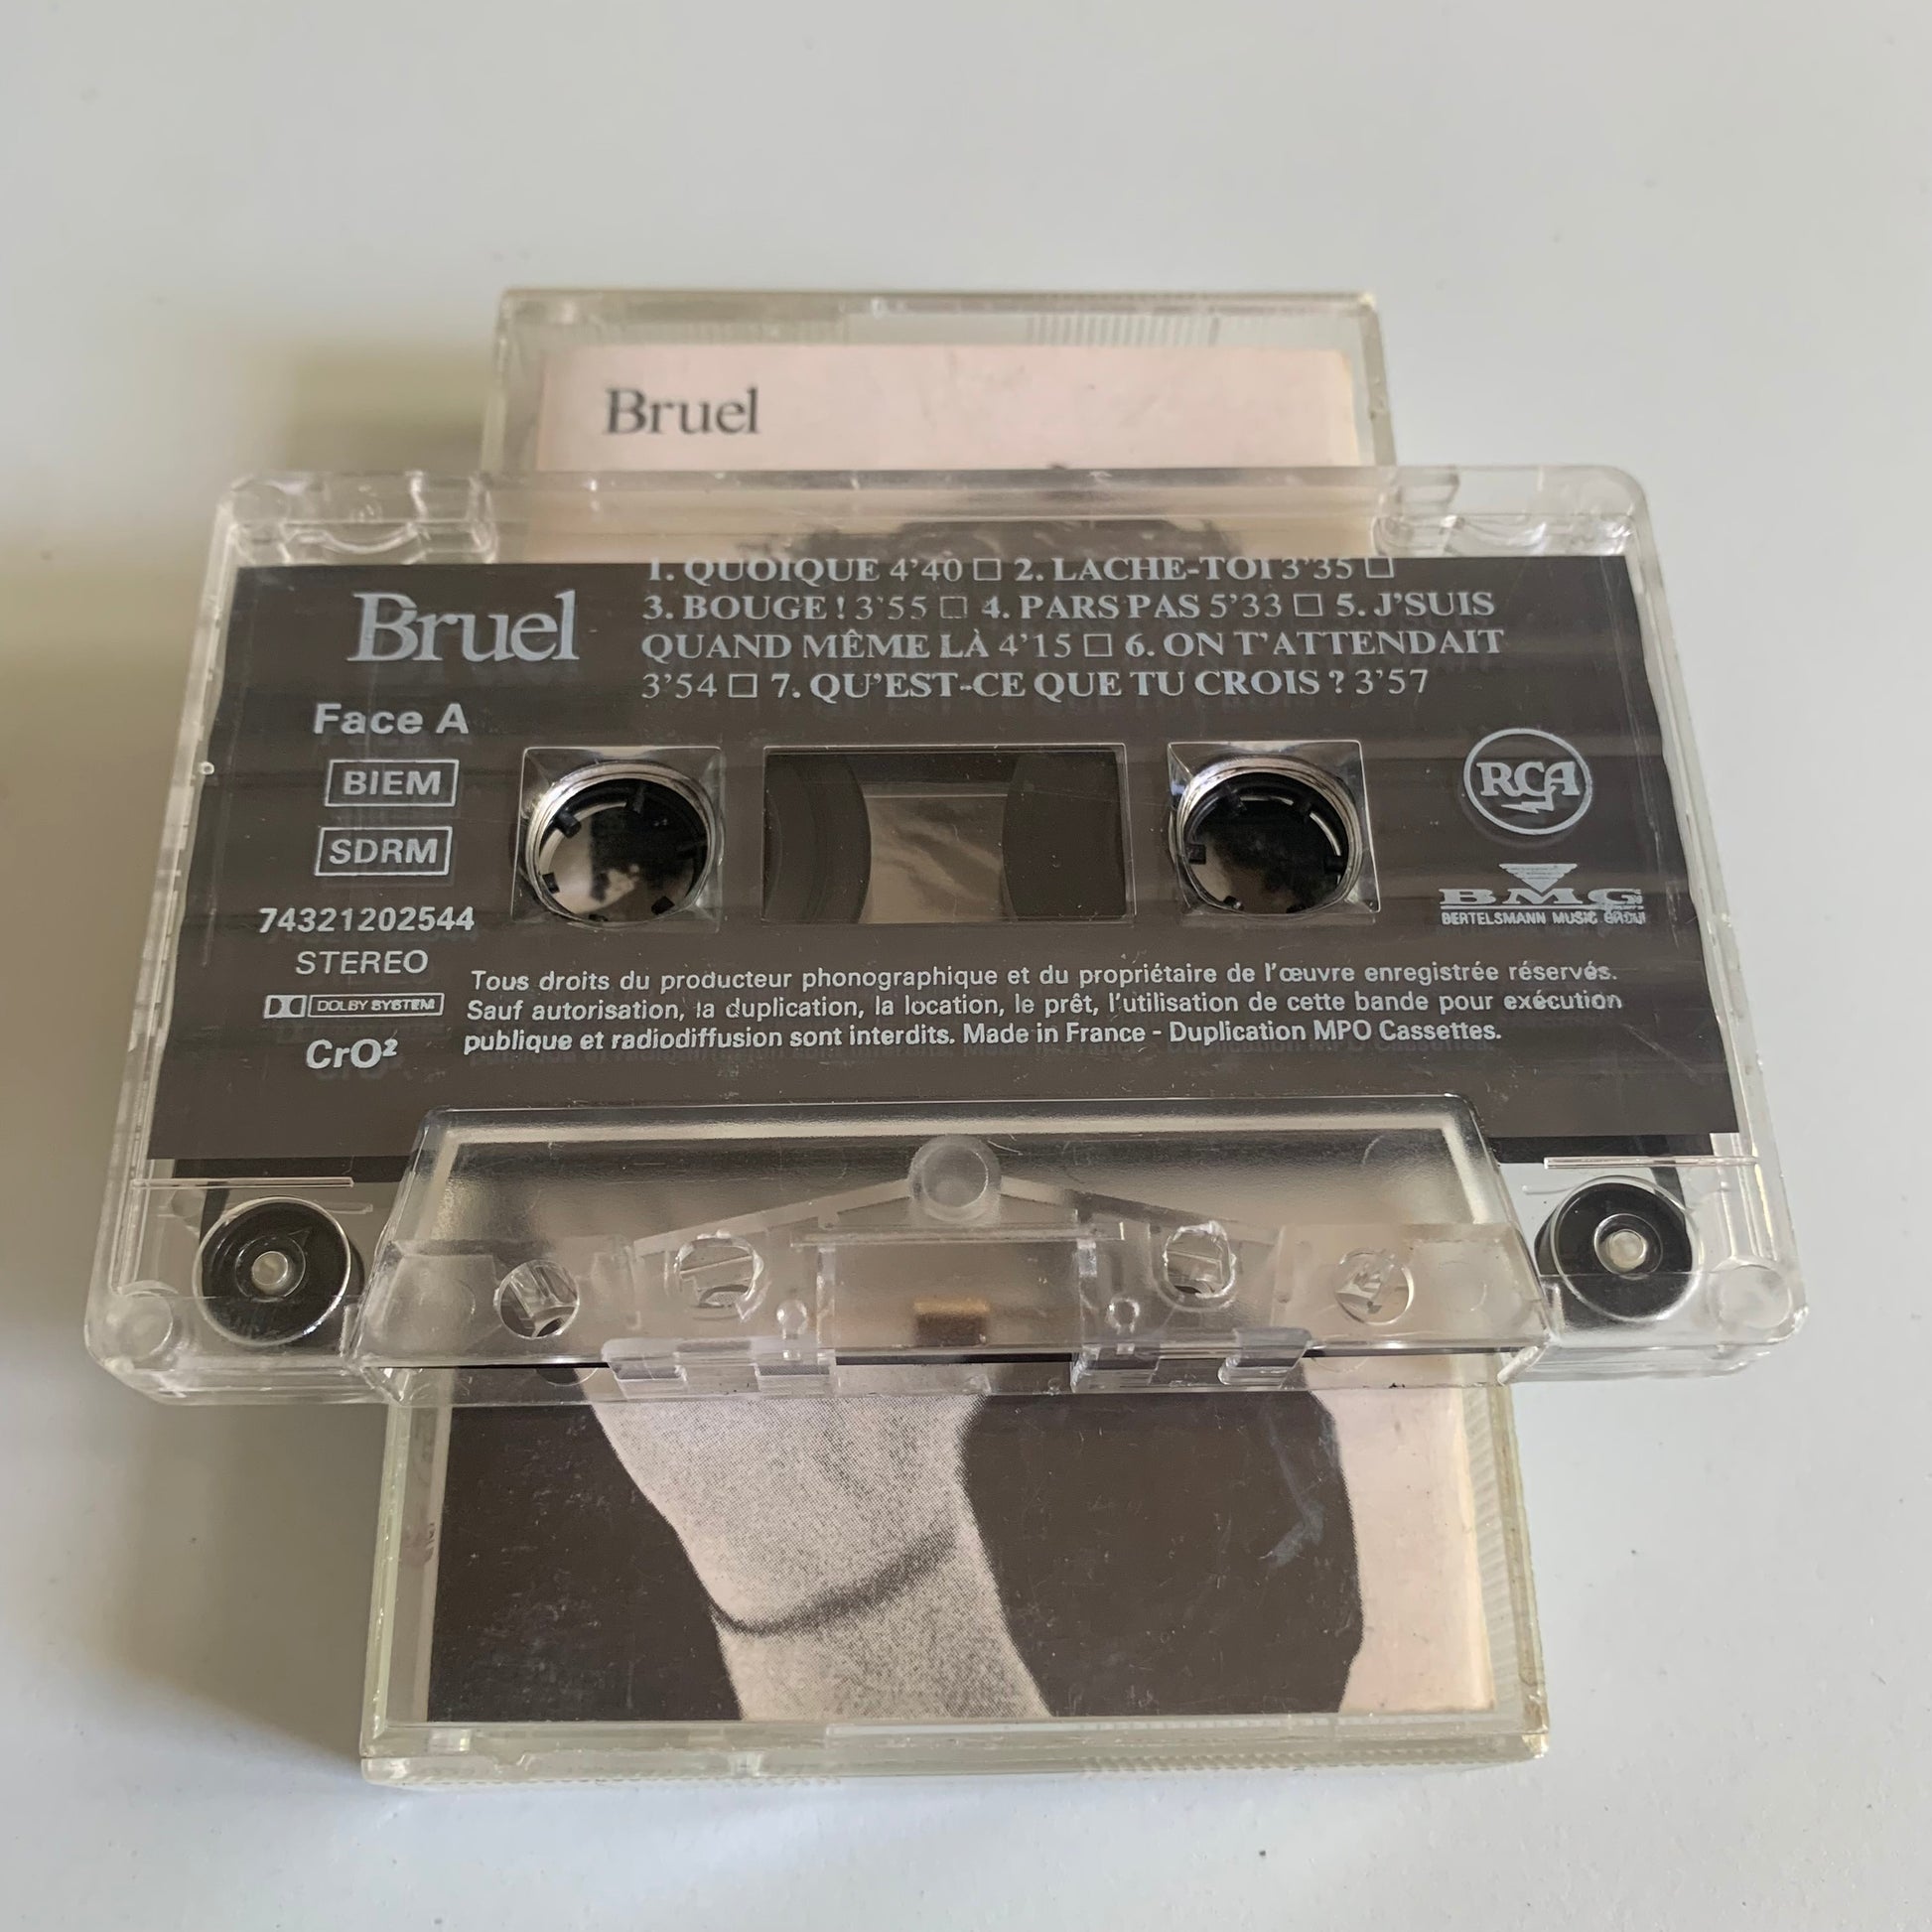 Bruel
Bruel
1. QUOIQUE 4'40 □ 2. LACHE-TOI 3'35 □
3. BOUGE ! 3'55 □ 4. PARS PAS 5'33 □ 5. J'SUIS
QUAND MÊME LÀ 4'15 □ 6. ON T'ATTENDAIT
3'54 □ 7. QU'EST-CE QUE TU CROIS ? 3'57
Face A
BIEM
SDRM
74321202544
STEREO
DOLBY SYSTEM
CrO²
RCA
BMG
BERTELSMANN MUSIC GROUP
Tous droits du producteur phonographique et du propriétaire de l'œuvre enregistrée réservés.
Sauf autorisation, la duplication, la location, le prêt, l'utilisation de cette bande pour exécution
publique et radiodiffusion sont interdits. Made in France - Duplication MPO Cassettes.